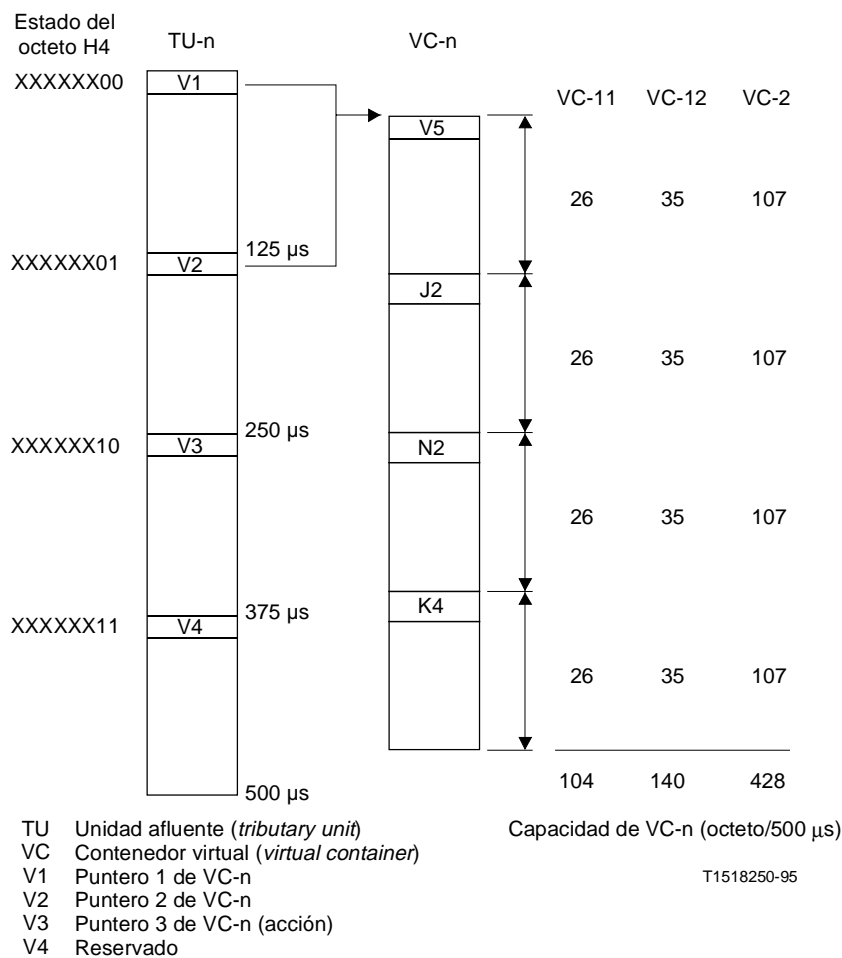 Estado del
octeto H4
TU-n
VC-n
XXXXXX00
V1
VC-11 VC-12 VC-2
V5
26 35 107
125 µs
XXXXXX01
V2
J2
26 35 107
250 µs
XXXXXX10
V3
N2
26 35 107
375 µs
XXXXXX11
V4
K4
26 35 107
500 µs
104 140 428
TU Unidad afluente (tributary unit)
Capacidad de VC-n (octeto/500 µs)
VC Contenedor virtual (virtual container)
V1 Puntero 1 de VC-n
T1518250-95
V2 Puntero 2 de VC-n
V3 Puntero 3 de VC-n (acción)
V4 Reservado